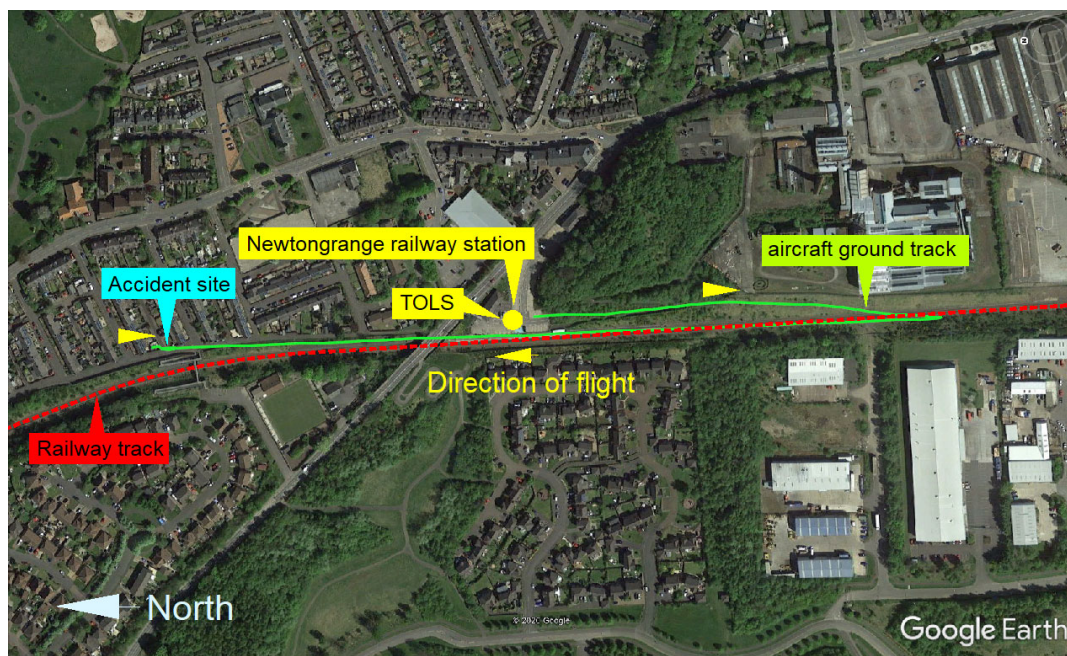 Newtongrange railway station
aircraft ground track
Accident site
TOLS
Direction of flight
Railway track
North
© 2020 Google
Google Earth